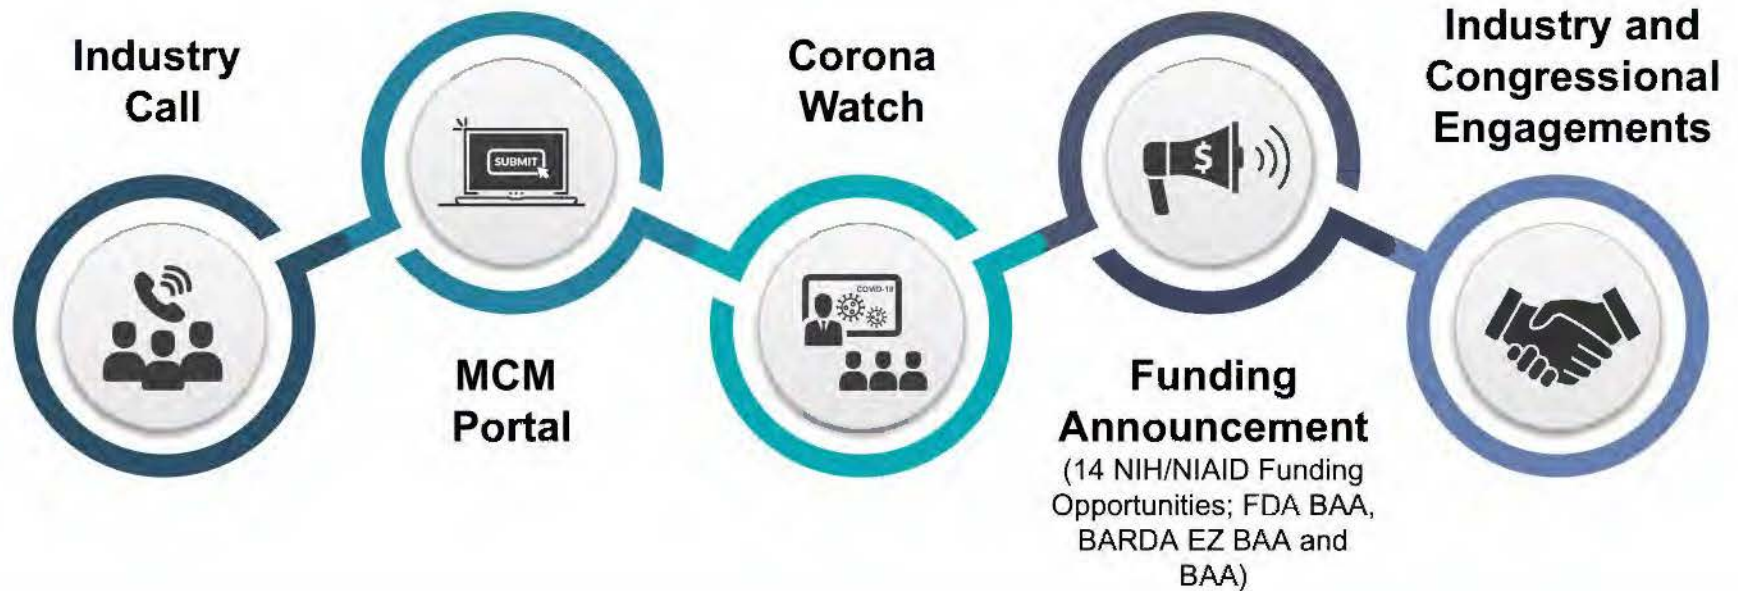 Industry
Call
SUBMIT
MCM
Portal
Corona
Watch
COVID-19
$
Funding
Announcement
(14 NIH/NIAID Funding
Opportunities; FDA BAA,
BARDA EZ BAA and
BAA)
Industry and
Congressional
Engagements